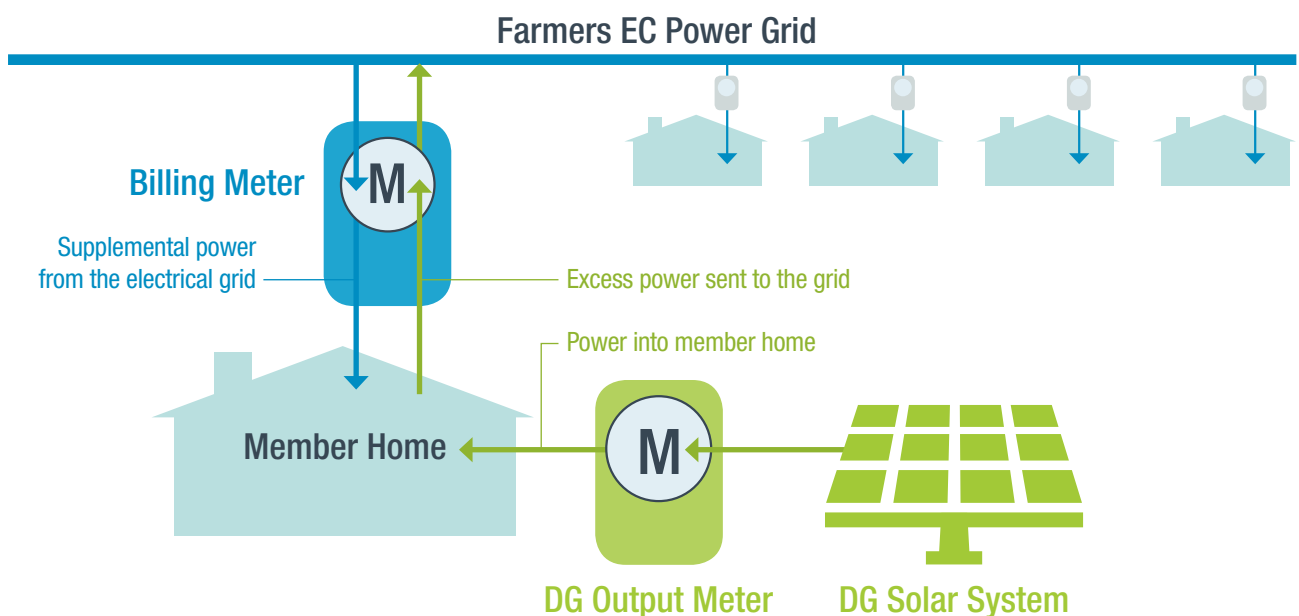 Farmers EC Power Grid
M
Billing Meter
Supplemental power
from the electrical grid
Excess power sent to the grid
Power into member home
Member Home
M
DG Output Meter
DG Solar System